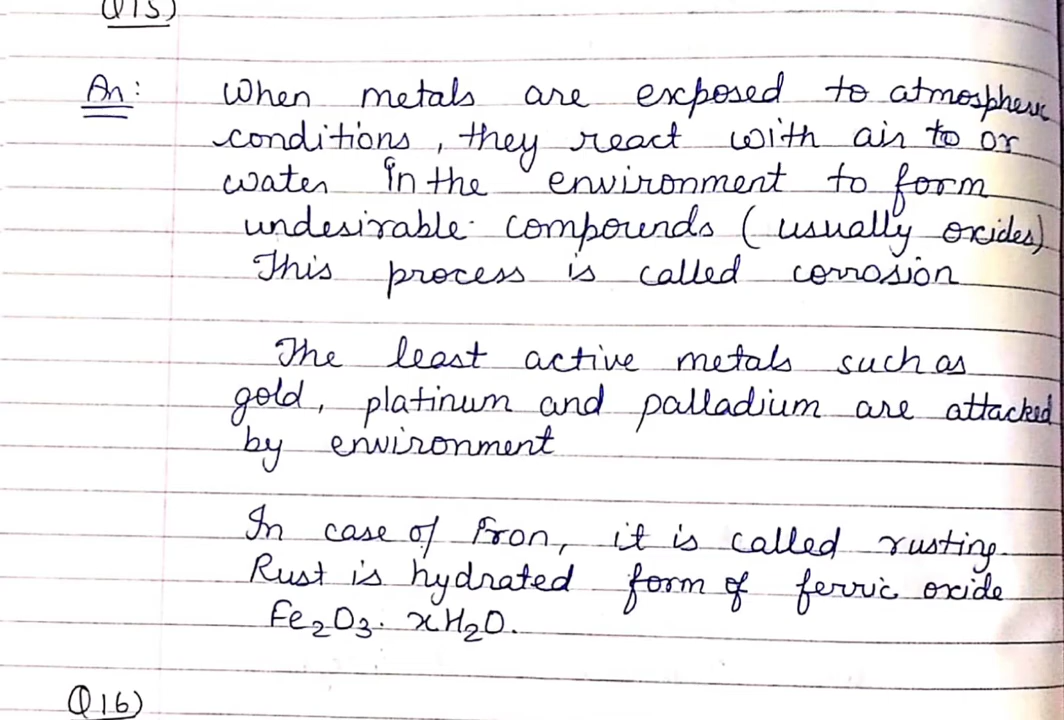 Q15)
An: When metals are exposed to atmospheric
conditions, they react with air to or
water in the environment to form
undesirable compounds (usually oxides)
This process is called corrosion
The least active metals such as
gold, platinum and palladium are attacked
by environment
In case of Iron, it is called rusting.
Rust is hydrated form of ferric oxide
Fe₂O₃. xH₂O.
Q16)